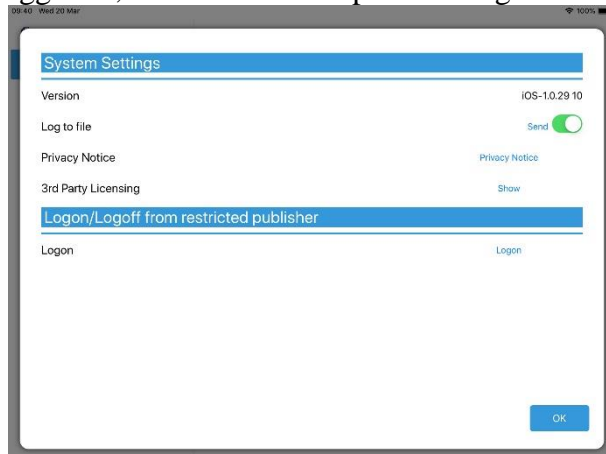 09:40 Wed 20 Mar 100%
System Settings
Version iOS-1.0.29 10
Log to file Send
Privacy Notice Privacy Notice
3rd Party Licensing Show
Logon/Logoff from restricted publisher
Logon Logon
OK